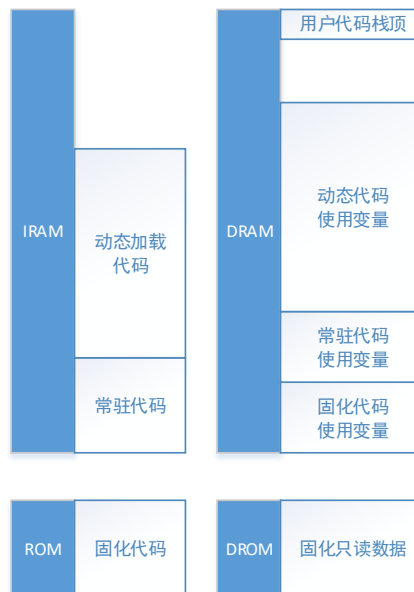 IRAM
动态加载
代码
常驻代码
DRAM
用户代码栈顶
动态代码
使用变量
常驻代码
使用变量
固化代码
使用变量
ROM
固化代码
DROM
固化只读数据